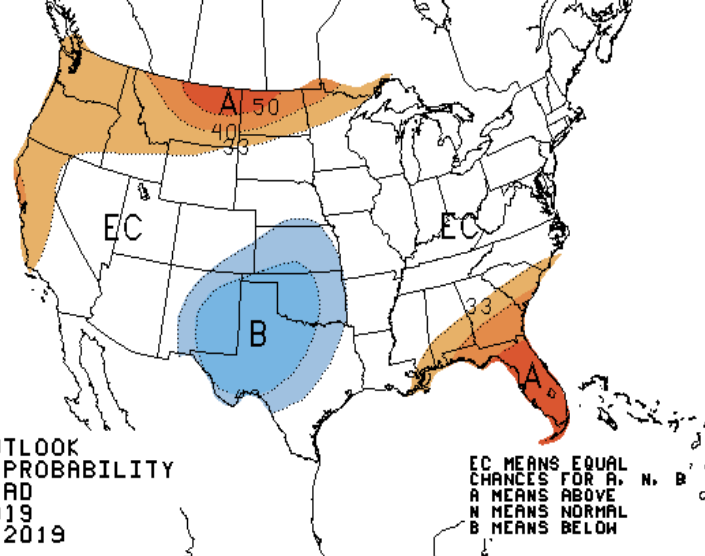 A 50
40
33
EC
EC
33
B
A
TLOOK
PROBABILITY
AD
19
2019
EC MEANS EQUAL
CHANCES FOR A, N, B
A MEANS ABOVE
N MEANS NORMAL
B MEANS BELOW